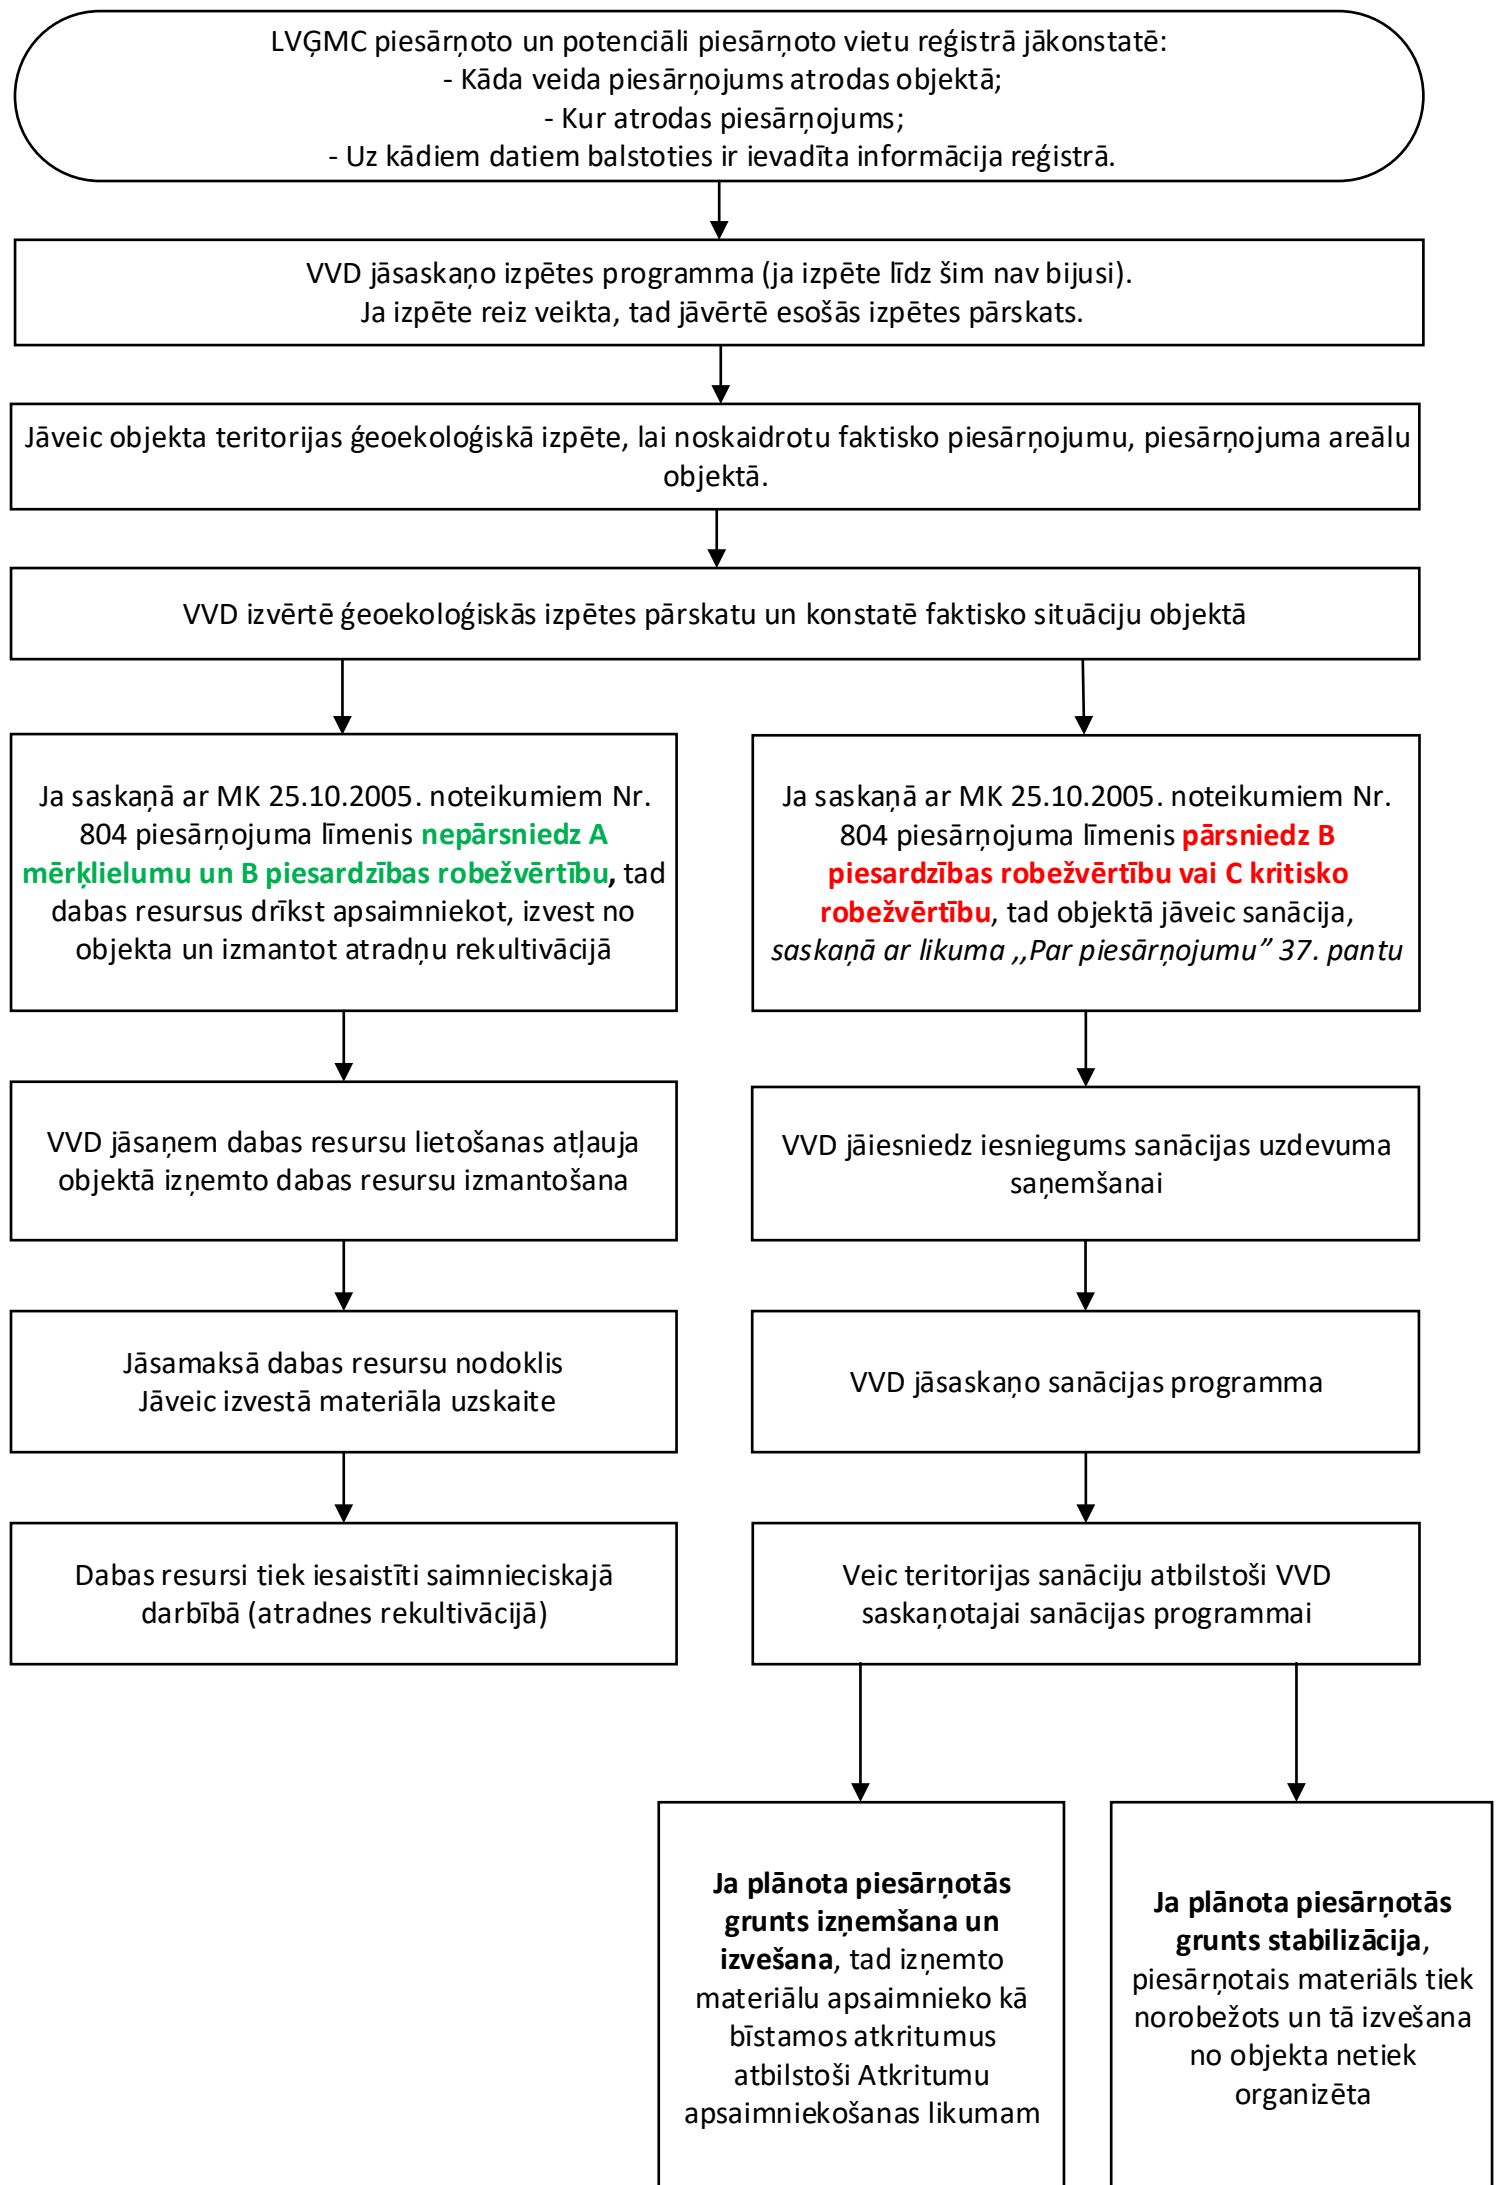 LVĢMC piesārņoto un potenciāli piesārņoto vietu reģistrā jākonstatē:
- Kāda veida piesārņojums atrodas objektā;
- Kur atrodas piesārņojums;
- Uz kādiem datiem balstoties ir ievadīta informācija reģistrā.
VVD jāsaskaņo izpētes programma (ja izpēte līdz šim nav bijusi).
Ja izpēte reiz veikta, tad jāvērtē esošās izpētes pārskats.
Jāveic objekta teritorijas ģeoekoloģiskā izpēte, lai noskaidrotu faktisko piesārņojumu, piesārņojuma areālu
objektā.
VVD izvērtē ģeoekoloģiskās izpētes pārskatu un konstatē faktisko situāciju objektā
Ja saskaņā ar MK 25.10.2005. noteikumiem Nr.
804 piesārņojuma līmenis nepārsniedz A
mērķlielumu un B piesardzības robežvērtību, tad
dabas resursus drīkst apsaimniekot, izvest no
objekta un izmantot atradņu rekultivācijā
VVD jāsaņem dabas resursu lietošanas atļauja
objektā izņemto dabas resursu izmantošana
Jāsamaksā dabas resursu nodoklis
Jāveic izvestā materiāla uzskaite
Dabas resursi tiek iesaistīti saimnieciskajā
darbībā (atradnes rekultivācijā)
Ja saskaņā ar MK 25.10.2005. noteikumiem Nr.
804 piesārņojuma līmenis pārsniedz B
piesardzības robežvērtību vai C kritisko
robežvērtību, tad objektā jāveic sanācija,
saskaņā ar likuma ,,Par piesārņojumu” 37. pantu
VVD jāiesniedz iesniegums sanācijas uzdevuma
saņemšanai
VVD jāsaskaņo sanācijas programma
Veic teritorijas sanāciju atbilstoši VVD
saskaņotajai sanācijas programmai
Ja plānota piesārņotās
grunts izņemšana un
izvešana, tad izņemto
materiālu apsaimnieko kā
bīstamos atkritumus
atbilstoši Atkritumu
apsaimniekošanas likumam
Ja plānota piesārņotās
grunts stabilizācija,
piesārņotais materiāls tiek
norobežots un tā izvešana
no objekta netiek
organizēta